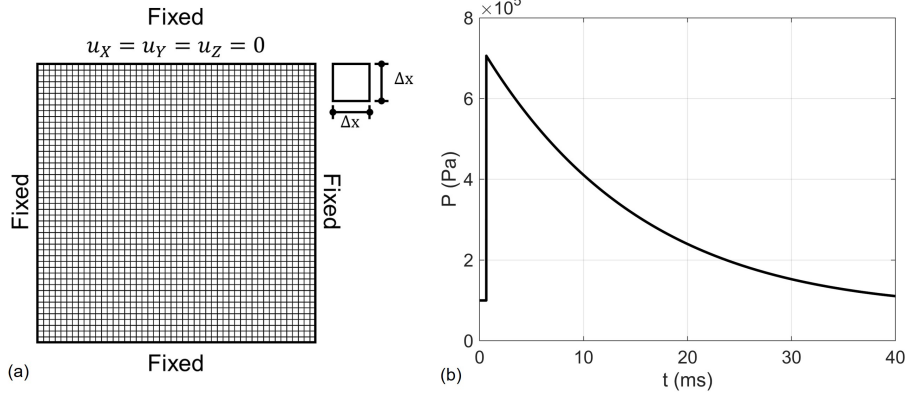 Fixed
u_X = u_Y = u_Z = 0
Δx
Δx
Fixed
Fixed
Fixed
(a)
8 ×10⁵
6
4
2
0
P (Pa)
0 10 20 30 40
t (ms)
(b)